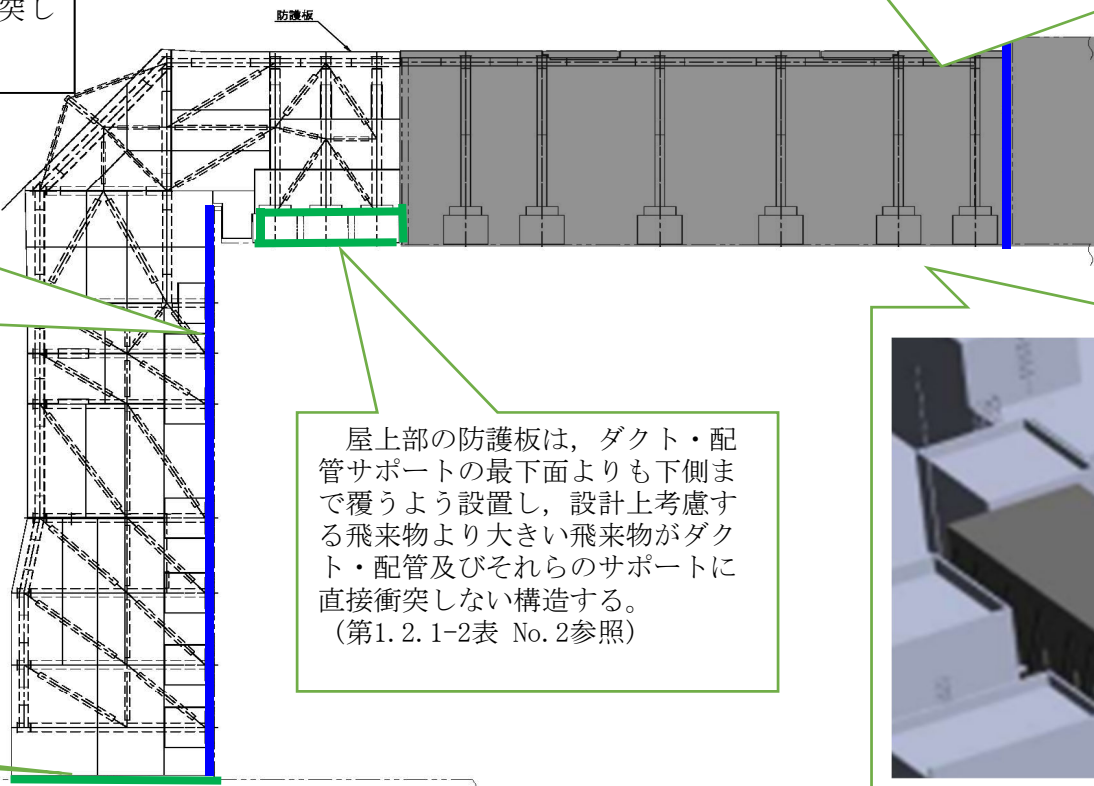 突し
防護板
屋上部の防護板は，ダクト・配
管サポートの最下面よりも下側ま
で覆うよう設置し，設計上考慮す
る飛来物より大きい飛来物がダク
ト・配管及びそれらのサポートに
直接衝突しない構造する。
（第1.2.1-2表 No.2参照）